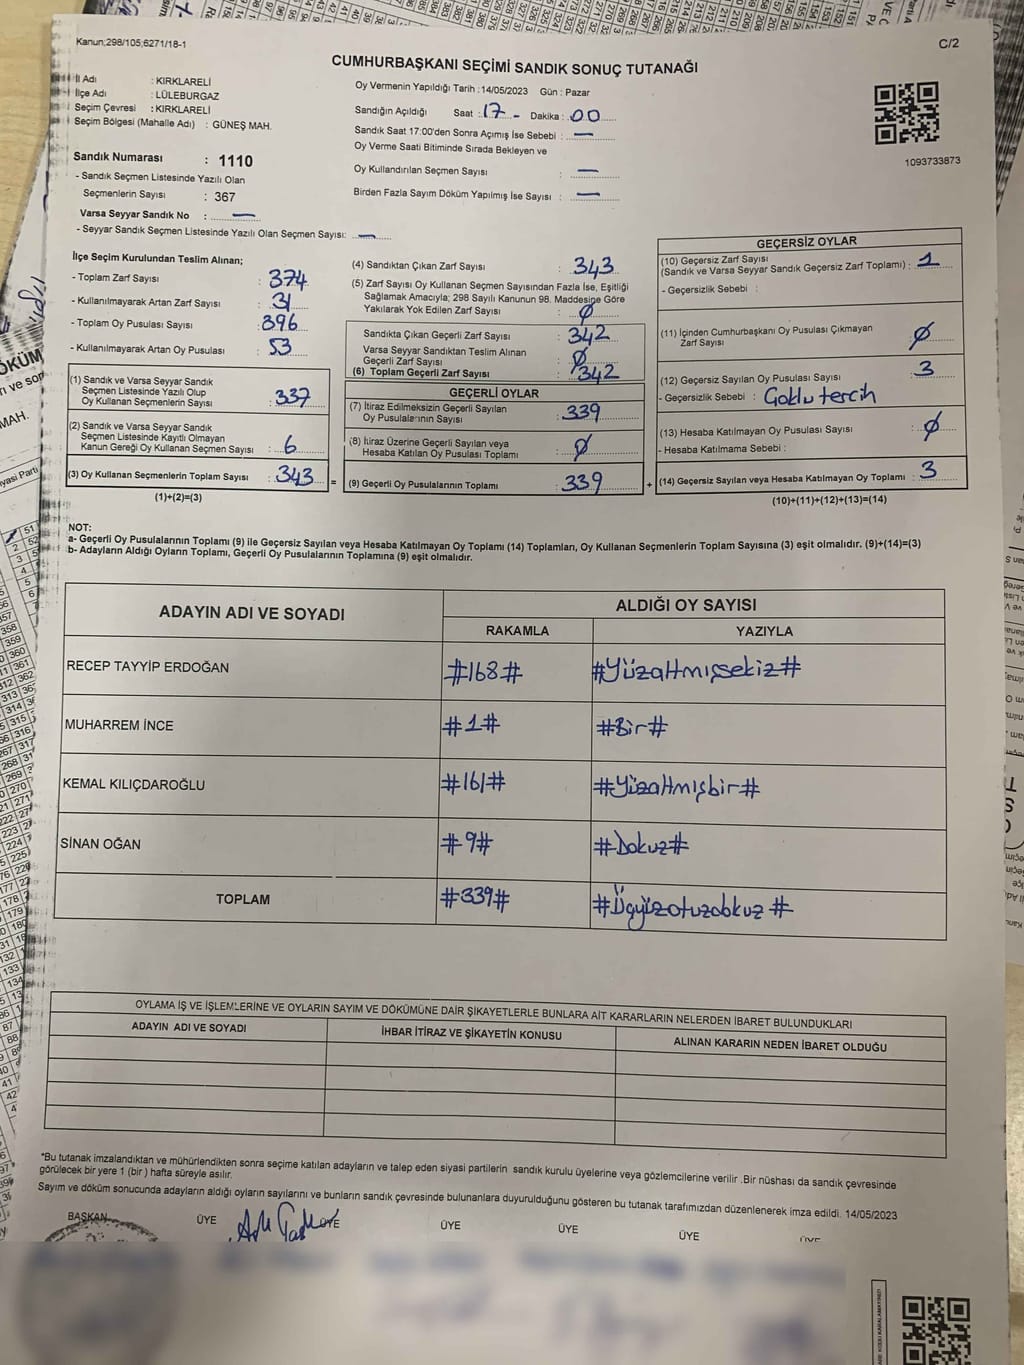 Kanun;298/105;6271/18-1
C/2
CUMHURBAŞKANI SEÇİMİ SANDIK SONUÇ TUTANAĞI
İl Adı : KIRKLARELİ
İlçe Adı : LÜLEBURGAZ
Seçim Çevresi : KIRKLARELİ
Seçim Bölgesi (Mahalle Adı) : GÜNEŞ MAH.
Sandık Numarası : 1110
- Sandık Seçmen Listesinde Yazılı Olan
Seçmenlerin Sayısı : 367
Varsa Seyyar Sandık No : —
- Seyyar Sandık Seçmen Listesinde Yazılı Olan Seçmen Sayısı: —
Oy Vermenin Yapıldığı Tarih :14/05/2023 Gün : Pazar
Sandığın Açıldığı Saat : 17 - Dakika : 00
Sandık Saat 17:00'den Sonra Açımış İse Sebebi : —
Oy Verme Saati Bitiminde Sırada Bekleyen ve
Oy Kullandırılan Seçmen Sayısı : —
Birden Fazla Sayım Döküm Yapılmış İse Sayısı : —
1093733873
İlçe Seçim Kurulundan Teslim Alınan;
- Toplam Zarf Sayısı : 374
- Kullanılmayarak Artan Zarf Sayısı : 31
- Toplam Oy Pusulası Sayısı : 396
- Kullanılmayarak Artan Oy Pusulası : 53
(1) Sandık ve Varsa Seyyar Sandık
Seçmen Listesinde Yazılı Olup
Oy Kullanan Seçmenlerin Sayısı : 337
(2) Sandık ve Varsa Seyyar Sandık
Seçmen Listesinde Kayıtlı Olmayan
Kanun Gereği Oy Kullanan Seçmen Sayısı : 6
(3) Oy Kullanan Seçmenlerin Toplam Sayısı : 343 =
(1)+(2)=(3)
(4) Sandıktan Çıkan Zarf Sayısı : 343
(5) Zarf Sayısı Oy Kullanan Seçmen Sayısından Fazla İse, Eşitliği
Sağlamak Amacıyla; 298 Sayılı Kanunun 98. Maddesine Göre
Yakılarak Yok Edilen Zarf Sayısı : Ø
Sandıkta Çıkan Geçerli Zarf Sayısı : 342
Varsa Seyyar Sandıktan Teslim Alınan
Geçerli Zarf Sayısı : Ø
(6) Toplam Geçerli Zarf Sayısı : 342
GEÇERLİ OYLAR
(7) İtiraz Edilmeksizin Geçerli Sayılan
Oy Pusulalarının Sayısı : 339
(8) İtiraz Üzerine Geçerli Sayılan veya
Hesaba Katılan Oy Pusulası Toplamı : Ø
(9) Geçerli Oy Pusulalarının Toplamı : 339 +
GEÇERSİZ OYLAR
(10) Geçersiz Zarf Sayısı
(Sandık ve Varsa Seyyar Sandık Geçersiz Zarf Toplamı) : 1
- Geçersizlik Sebebi :
(11) İçinden Cumhurbaşkanı Oy Pusulası Çıkmayan
Zarf Sayısı : Ø
(12) Geçersiz Sayılan Oy Pusulası Sayısı : 3
- Geçersizlik Sebebi : Çoklu tercih
(13) Hesaba Katılmayan Oy Pusulası Sayısı : Ø
- Hesaba Katılmama Sebebi :
(14) Geçersiz Sayılan veya Hesaba Katılmayan Oy Toplamı : 3
(10)+(11)+(12)+(13)=(14)
NOT:
a- Geçerli Oy Pusulalarının Toplamı (9) ile Geçersiz Sayılan veya Hesaba Katılmayan Oy Toplamı (14) Toplamları, Oy Kullanan Seçmenlerin Toplam Sayısına (3) eşit olmalıdır. (9)+(14)=(3)
b- Adayların Aldığı Oyların Toplamı, Geçerli Oy Pusulalarının Toplamına (9) eşit olmalıdır.
ADAYIN ADI VE SOYADI
ALDIĞI OY SAYISI
RAKAMLA YAZIYLA
RECEP TAYYİP ERDOĞAN #168# #Yüzaltmışsekiz#
MUHARREM İNCE #1# #Bir#
KEMAL KILIÇDAROĞLU #161# #Yüzaltmışbir#
SİNAN OĞAN #9# #Dokuz#
TOPLAM #339# #Üçyüzotuzdokuz#
OYLAMA İŞ VE İŞLEMLERİNE VE OYLARIN SAYIM VE DÖKÜMÜNE DAİR ŞİKAYETLERLE BUNLARA AİT KARARLARIN NELERDEN İBARET BULUNDUKLARI
ADAYIN ADI VE SOYADI
İHBAR İTİRAZ VE ŞİKAYETİN KONUSU
ALINAN KARARIN NEDEN İBARET OLDUĞU
*Bu tutanak imzalandıktan ve mühürlendikten sonra seçime katılan adayların ve talep eden siyasi partilerin sandık kurulu üyelerine veya gözlemcilerine verilir .Bir nüshası da sandık çevresinde
görülecek bir yere 1 (bir ) hafta süreyle asılır.
Sayım ve döküm sonucunda adayların aldığı oyların sayılarını ve bunların sandık çevresinde bulunanlara duyurulduğunu gösteren bu tutanak tarafımızdan düzenlenerek imza edildi. 14/05/2023
BAŞKAN ÜYE ÜYE ÜYE ÜYE ÜYE ÜYE